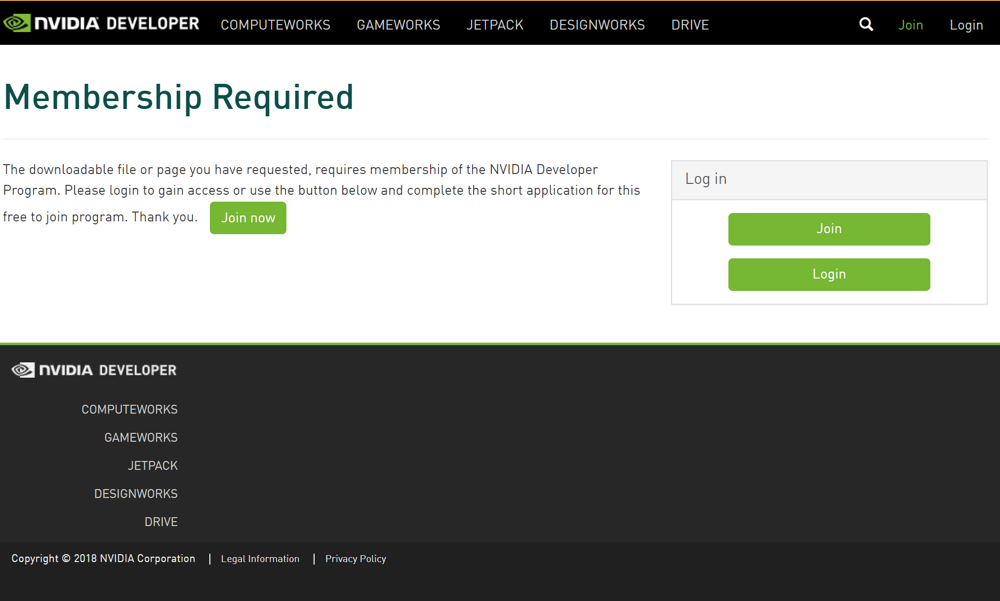 NVIDIA DEVELOPER COMPUTEWORKS GAMEWORKS JETPACK DESIGNWORKS DRIVE Join Login
Membership Required
The downloadable file or page you have requested, requires membership of the NVIDIA Developer
Program. Please login to gain access or use the button below and complete the short application for this
free to join program. Thank you. Join now
Log in
Join
Login
NVIDIA DEVELOPER
COMPUTEWORKS
GAMEWORKS
JETPACK
DESIGNWORKS
DRIVE
Copyright © 2018 NVIDIA Corporation | Legal Information | Privacy Policy